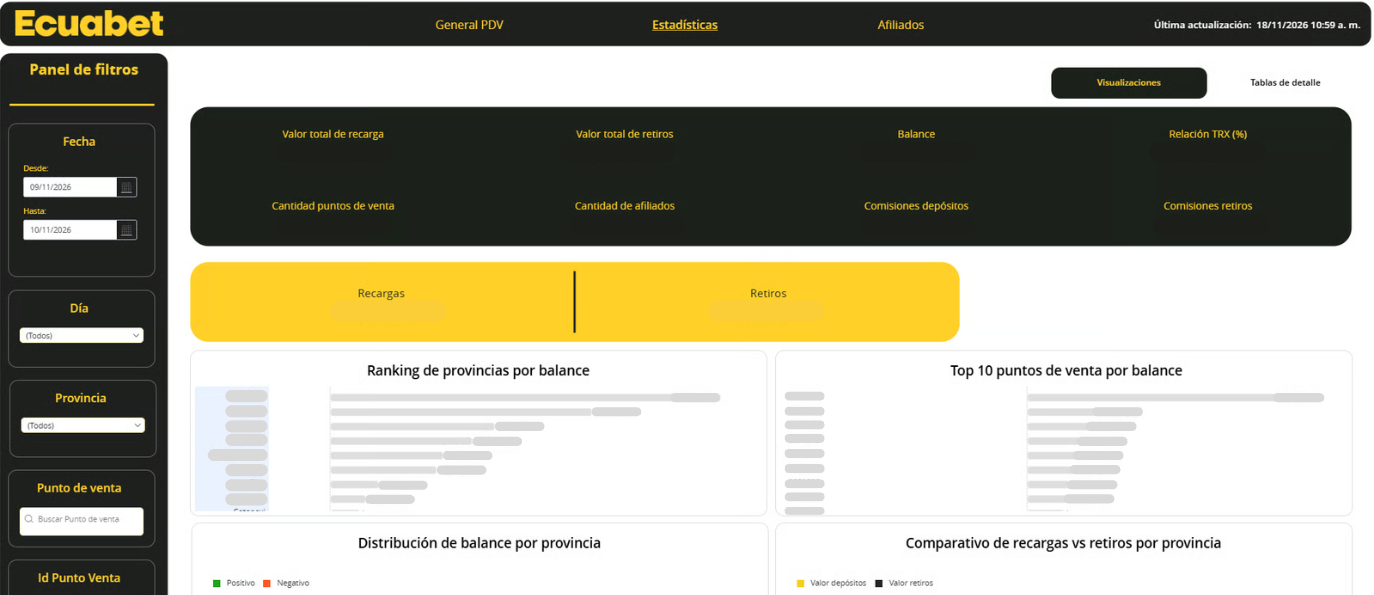 Ecuabet
General PDV
Estadísticas
Afiliados
Última actualización: 18/11/2026 10:59 a. m.
Panel de filtros
Visualizaciones
Tablas de detalle
Fecha
Desde:
09/11/2026
Hasta:
10/11/2026
Día
(Todos)
Provincia
(Todos)
Punto de venta
Buscar Punto de venta
Id Punto Venta
Valor total de recarga
Valor total de retiros
Balance
Relación TRX (%)
Cantidad puntos de venta
Cantidad de afiliados
Comisiones depósitos
Comisiones retiros
Recargas
Retiros
Ranking de provincias por balance
Top 10 puntos de venta por balance
Distribución de balance por provincia
Positivo
Negativo
Comparativo de recargas vs retiros por provincia
Valor depósitos
Valor retiros